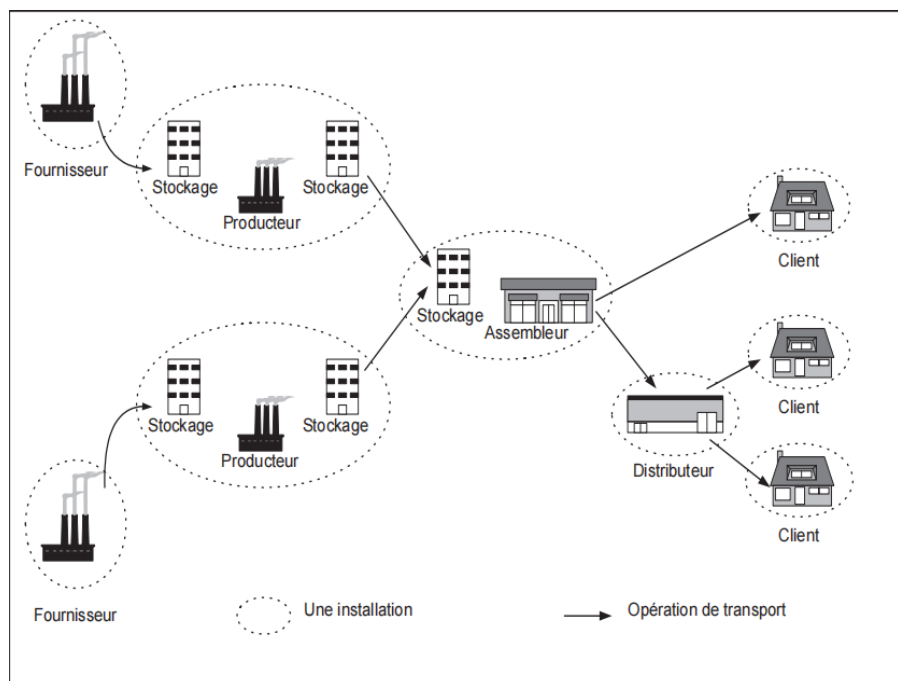 Fournisseur
Stockage
Stockage
Producteur
Client
Stockage
Assembleur
Stockage
Stockage
Client
Producteur
Distributeur
Client
Fournisseur
Une installation
Opération de transport